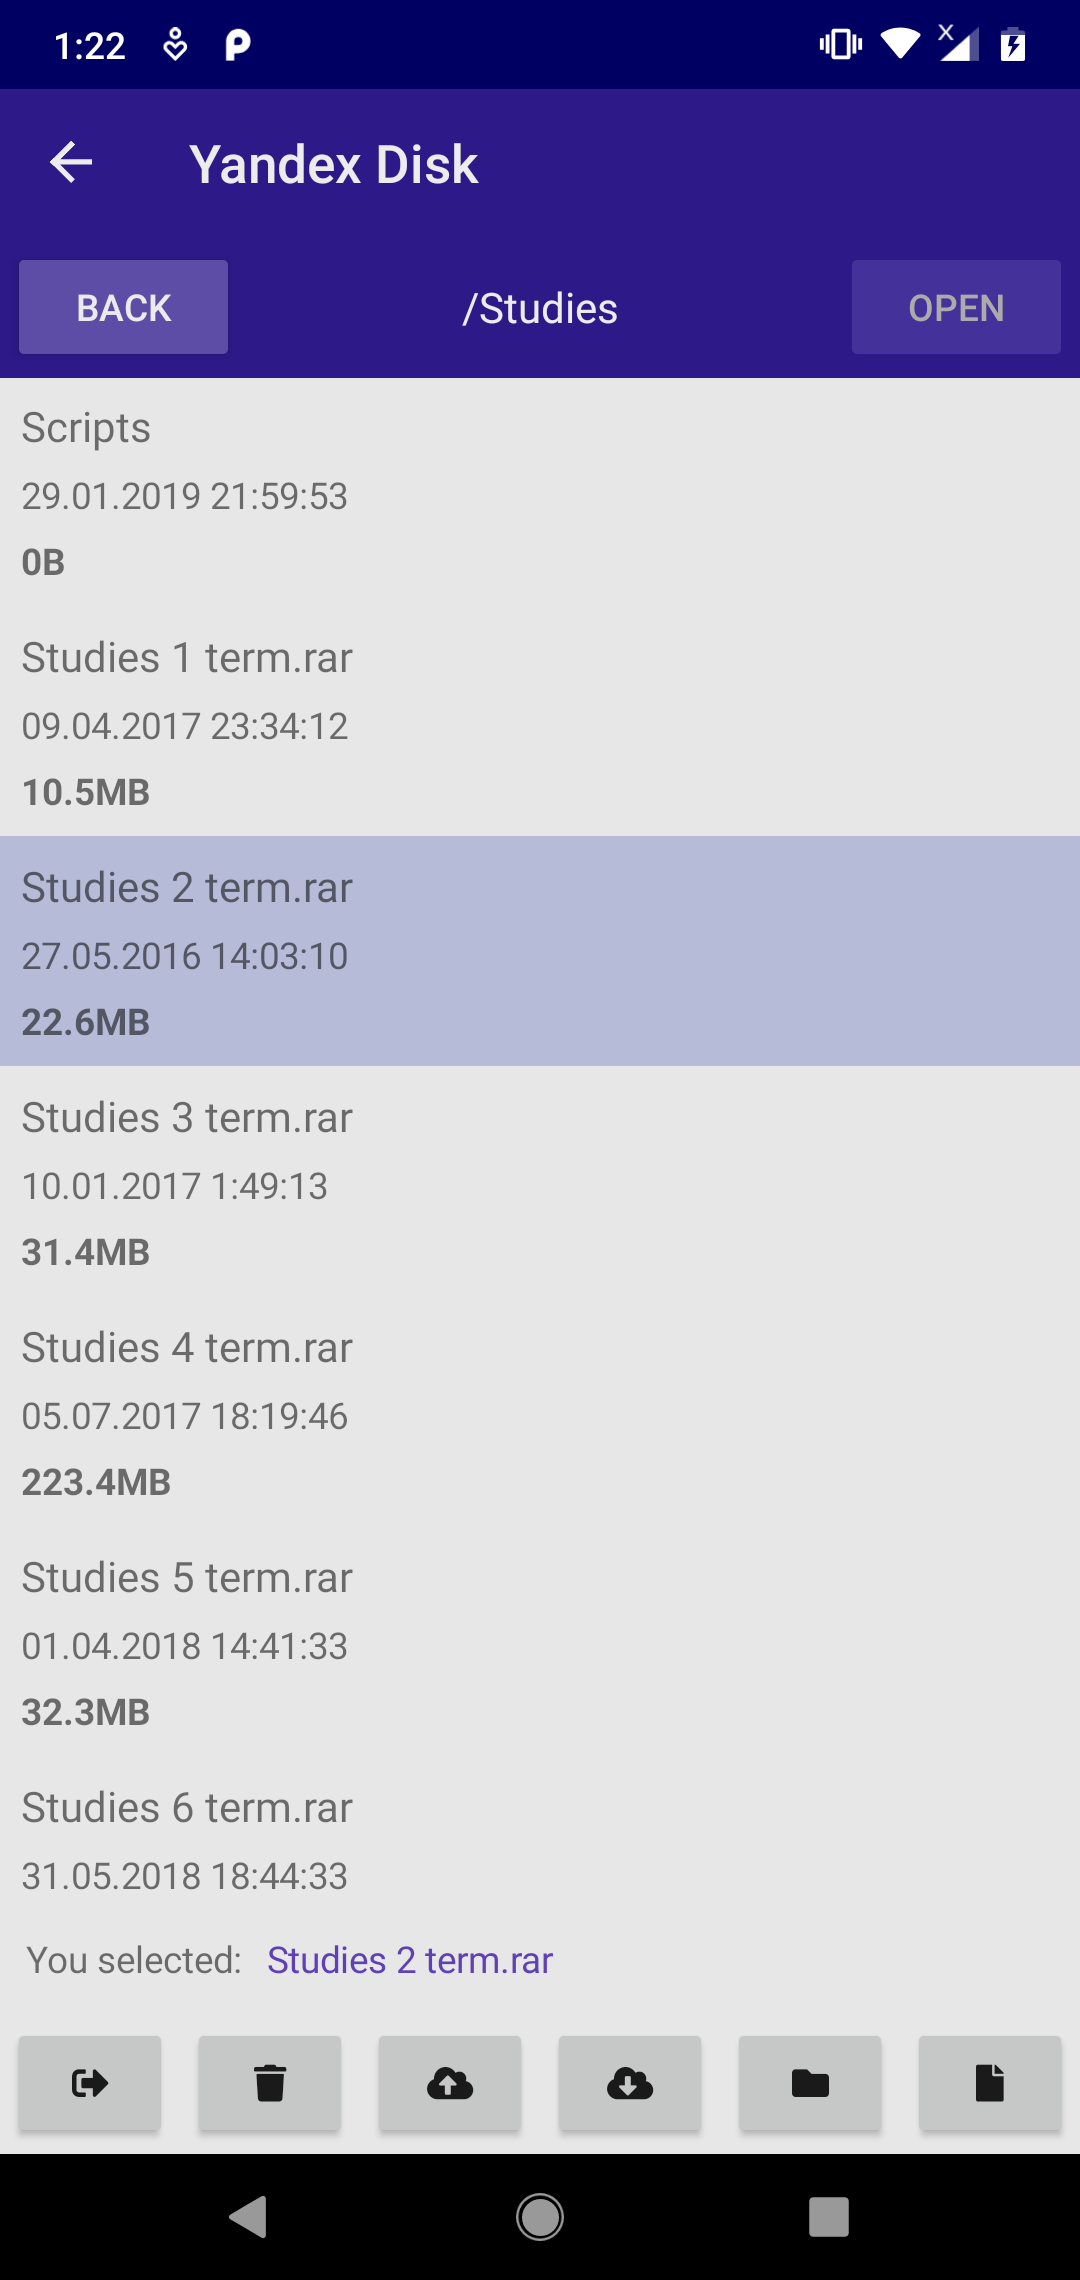 1:22
Yandex Disk
BACK
/Studies
OPEN
Scripts
29.01.2019 21:59:53
0B
Studies 1 term.rar
09.04.2017 23:34:12
10.5MB
Studies 2 term.rar
27.05.2016 14:03:10
22.6MB
Studies 3 term.rar
10.01.2017 1:49:13
31.4MB
Studies 4 term.rar
05.07.2017 18:19:46
223.4MB
Studies 5 term.rar
01.04.2018 14:41:33
32.3MB
Studies 6 term.rar
31.05.2018 18:44:33
You selected: Studies 2 term.rar